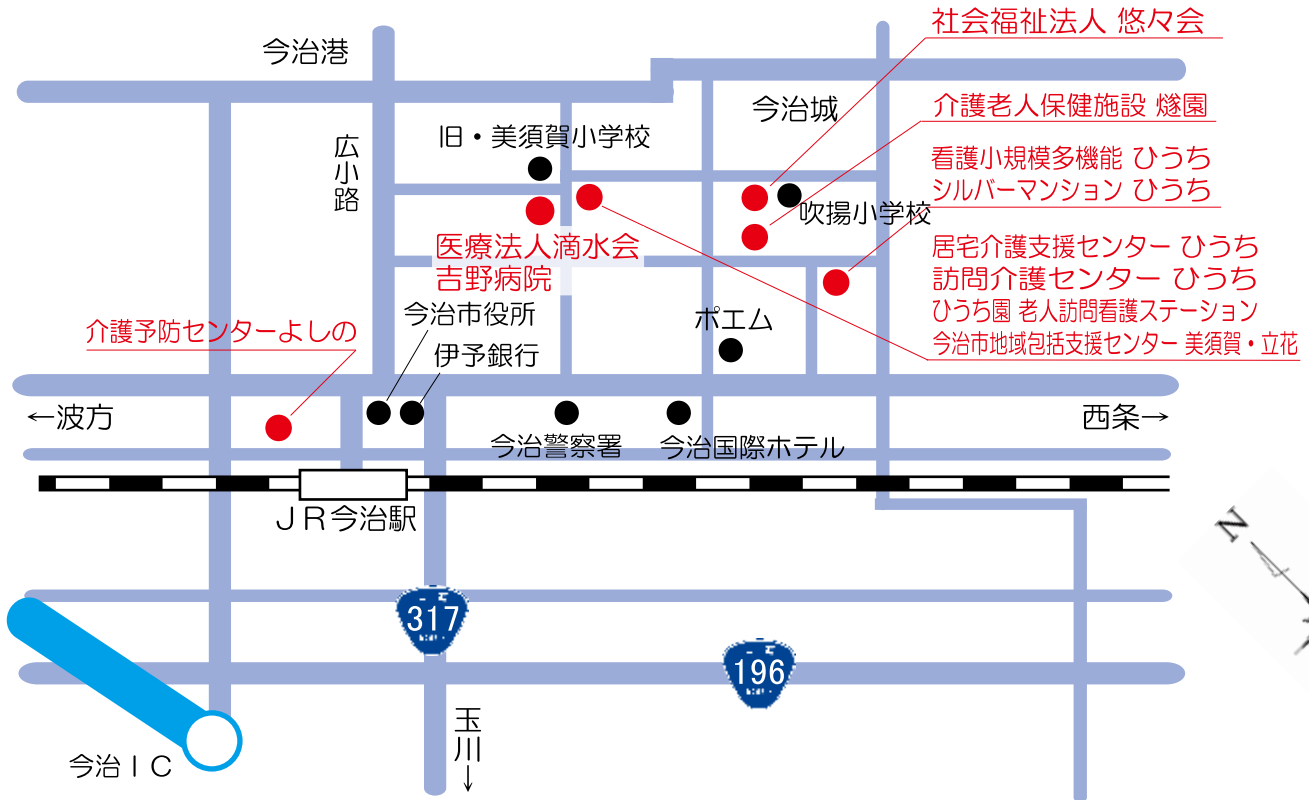 社会福祉法人 悠々会
今治港
介護老人保健施設 燧園
今治城
旧・美須賀小学校
広小路
看護小規模多機能 ひうち
シルバーマンション ひうち
吹揚小学校
医療法人滴水会
吉野病院
居宅介護支援センター ひうち
訪問介護センター ひうち
ひうち園 老人訪問看護ステーション
今治市地域包括支援センター 美須賀・立花
今治市役所
ポエム
介護予防センターよしの
伊予銀行
←波方
西条→
今治警察署
今治国際ホテル
JR今治駅
N
317
196
玉川↓
今治IC